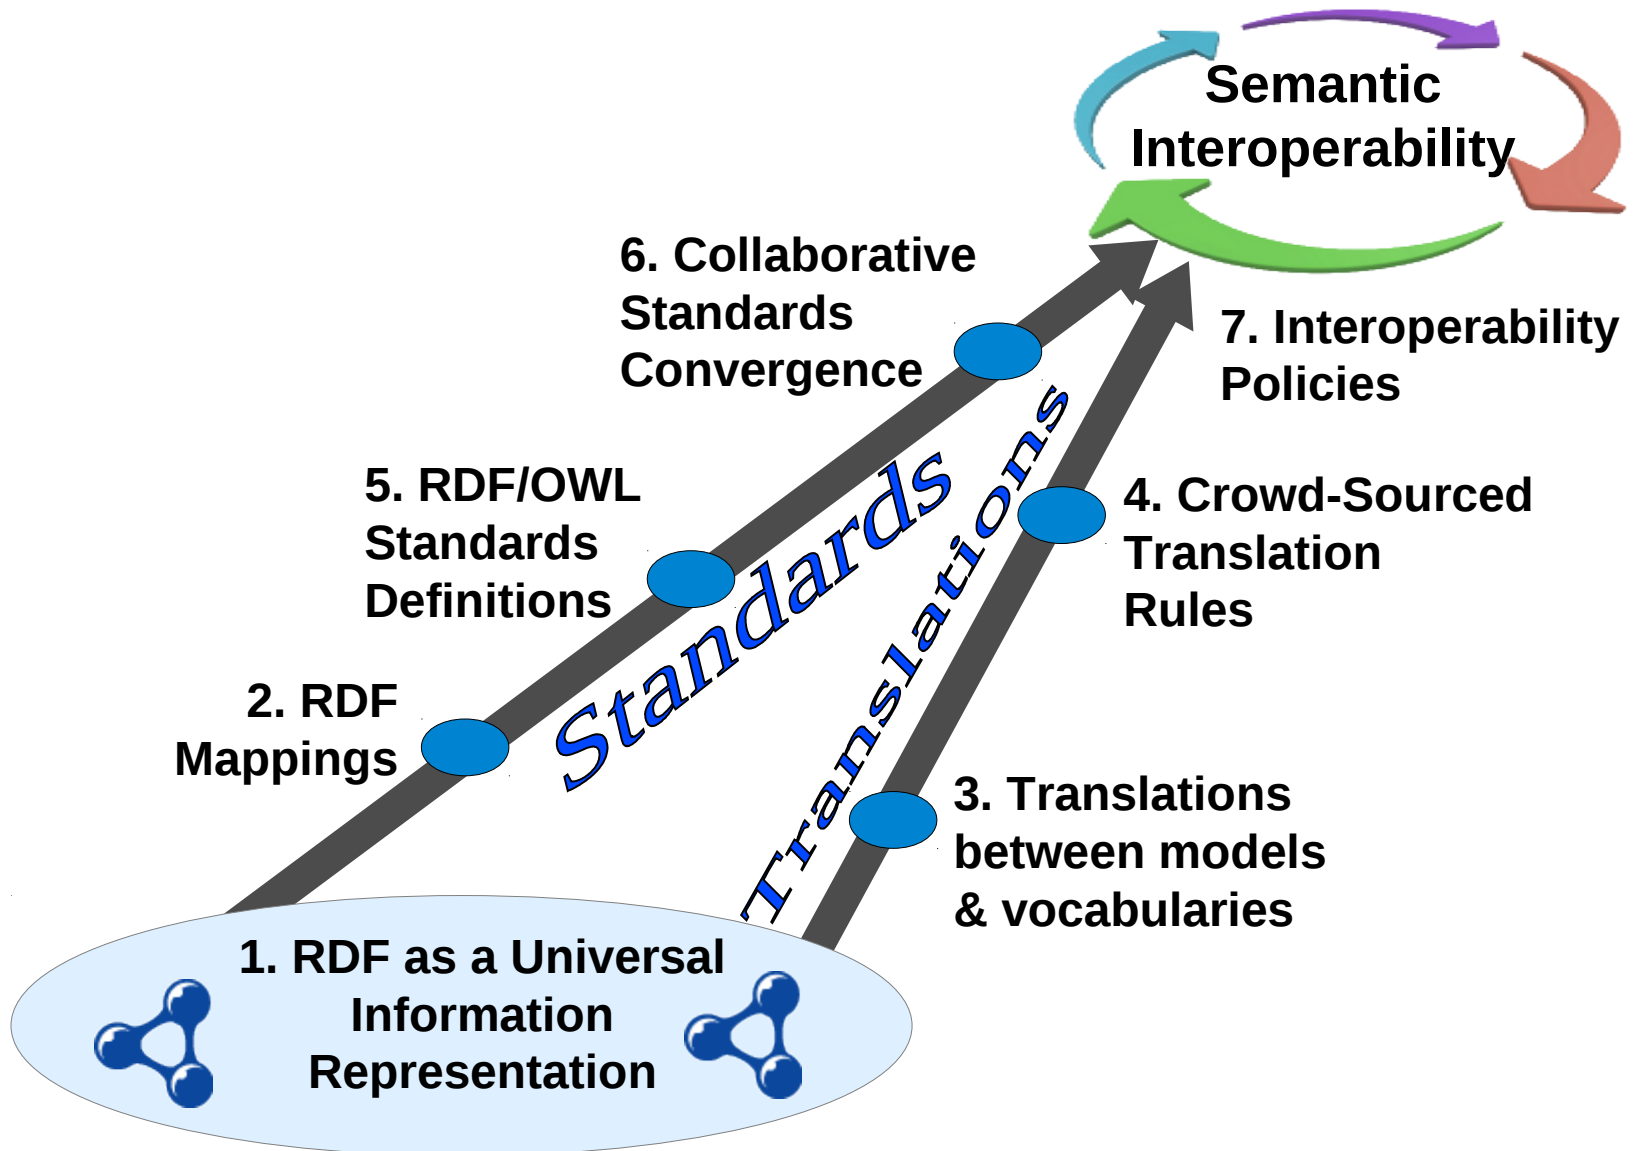 Semantic
Interoperability
6. Collaborative
Standards
Convergence
7. Interoperability
Policies
5. RDF/OWL
Standards
Definitions
4. Crowd-Sourced
Translation
Rules
Standards
Translations
2. RDF
Mappings
3. Translations
between models
& vocabularies
1. RDF as a Universal
Information
Representation